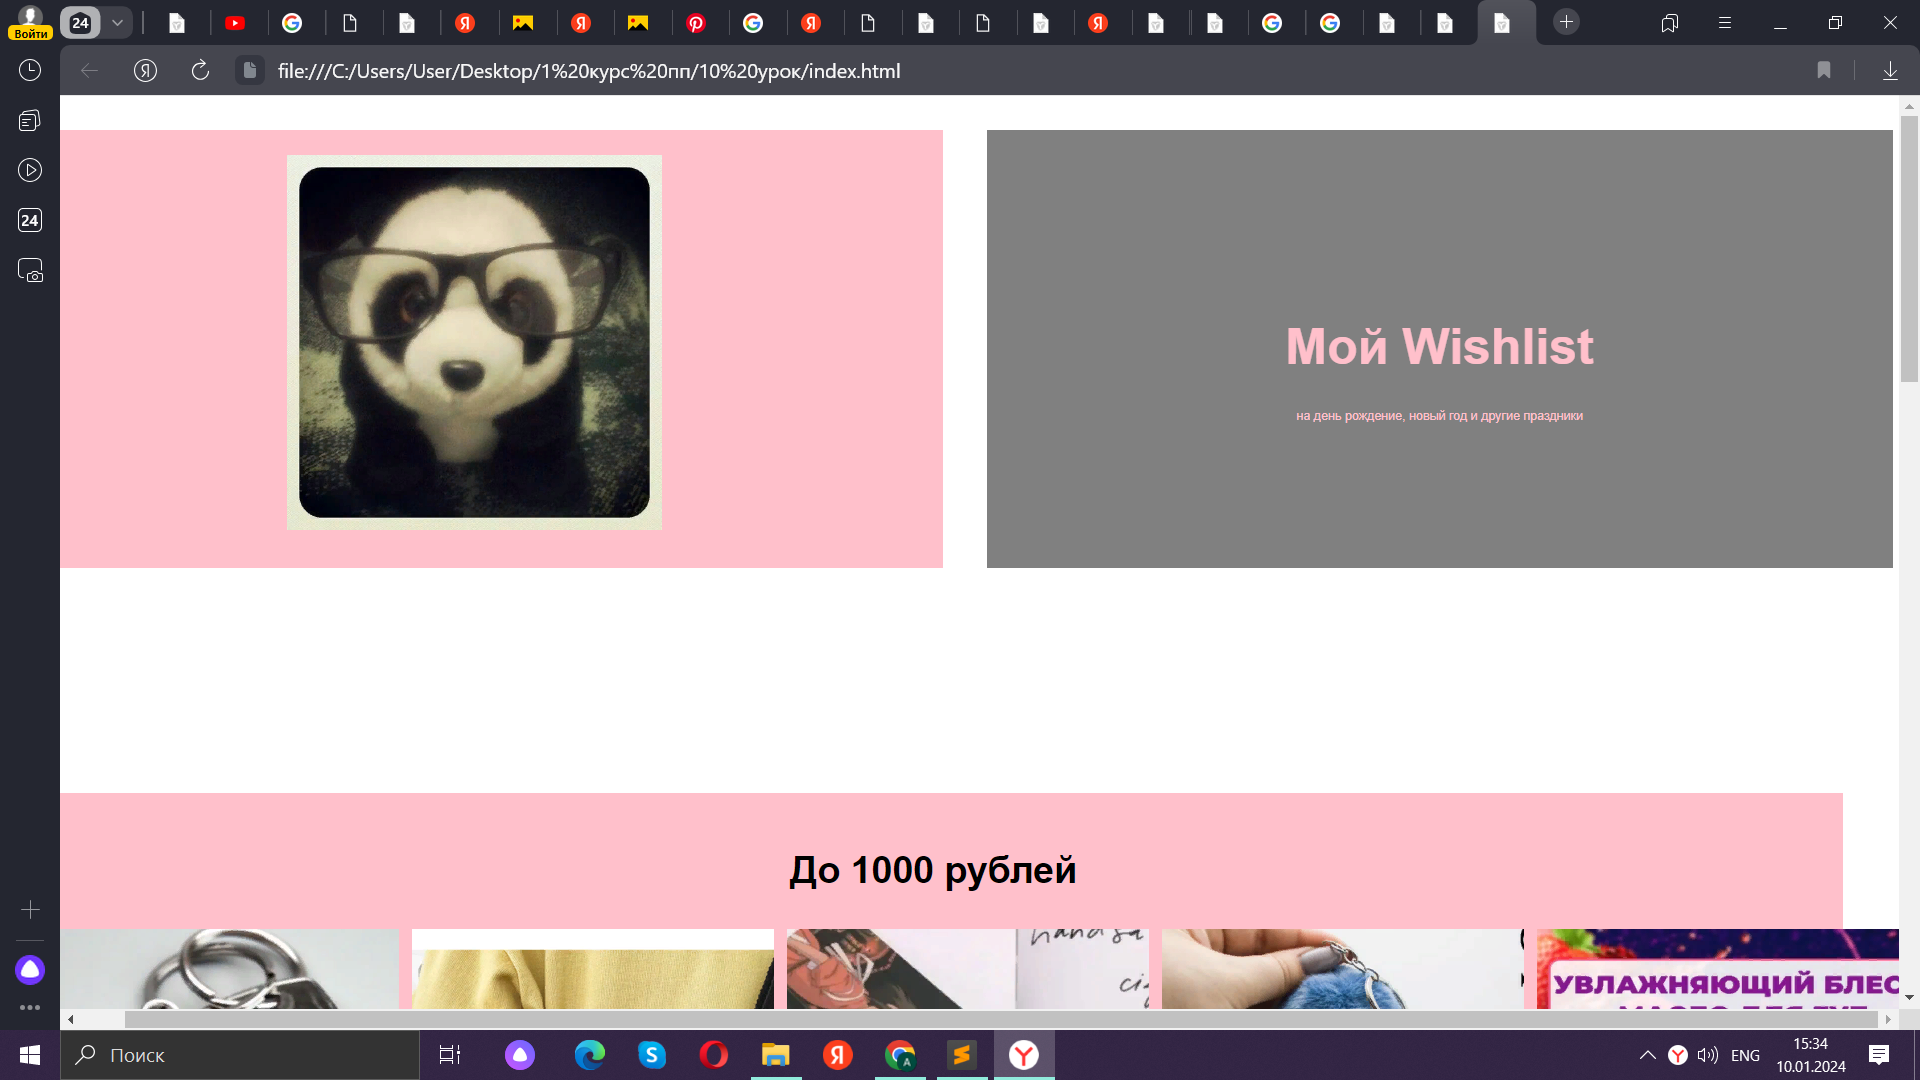 24
Войти
file:///C:/Users/User/Desktop/1%20курс%20пп/10%20урок/index.html
24
Мой Wishlist
на день рождение, новый год и другие праздники
До 1000 рублей
УВЛАЖНЯЮЩИЙ БЛЕС
Поиск
ENG
15:34
10.01.2024